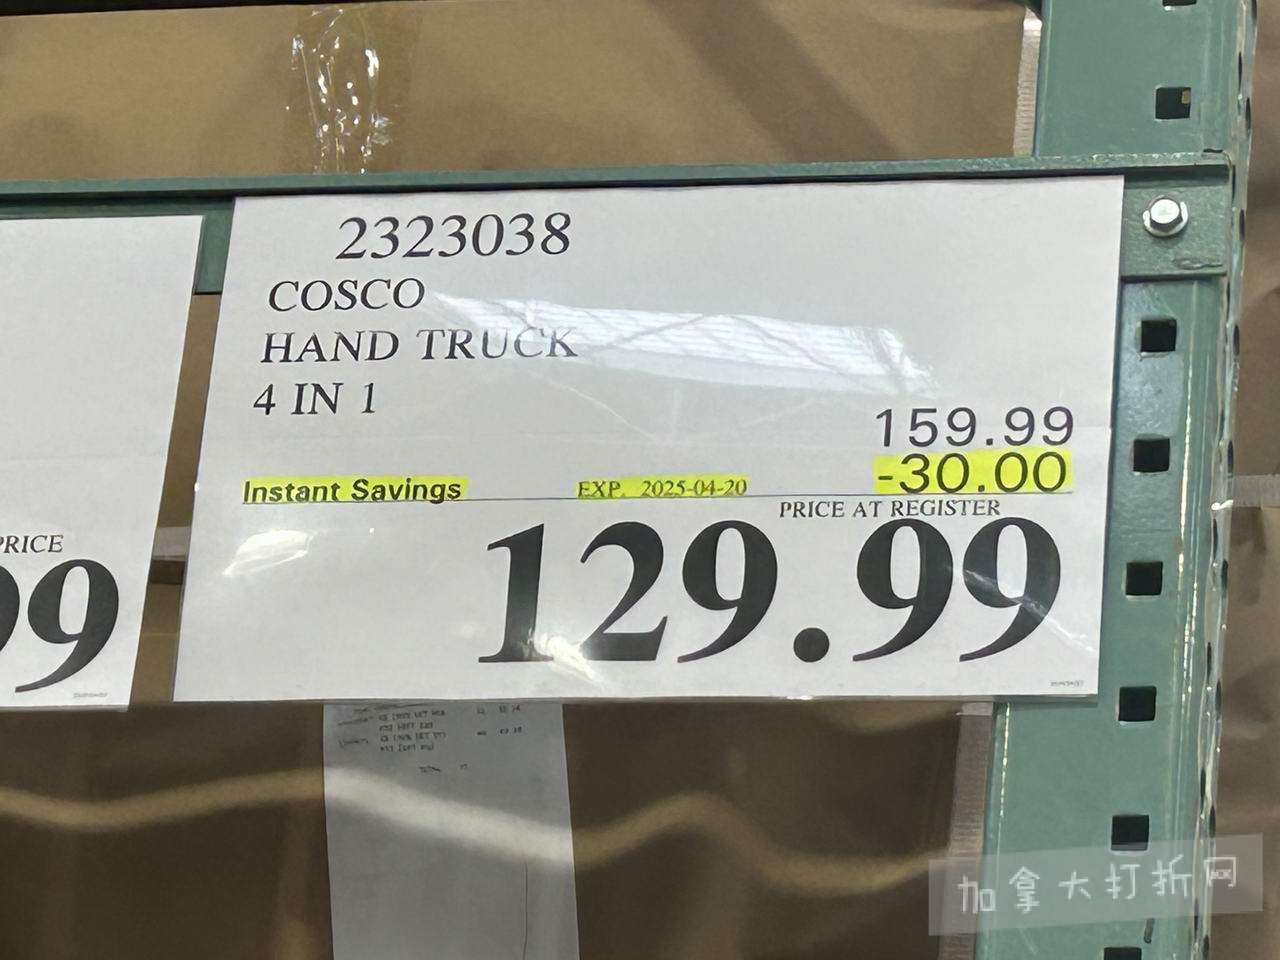 2323038
COSCO
HAND TRUCK
4 IN 1
159.99
-30.00
Instant Savings EXP. 2025-04-20
PRICE AT REGISTER
129.99
PRICE
99
加拿大打折网